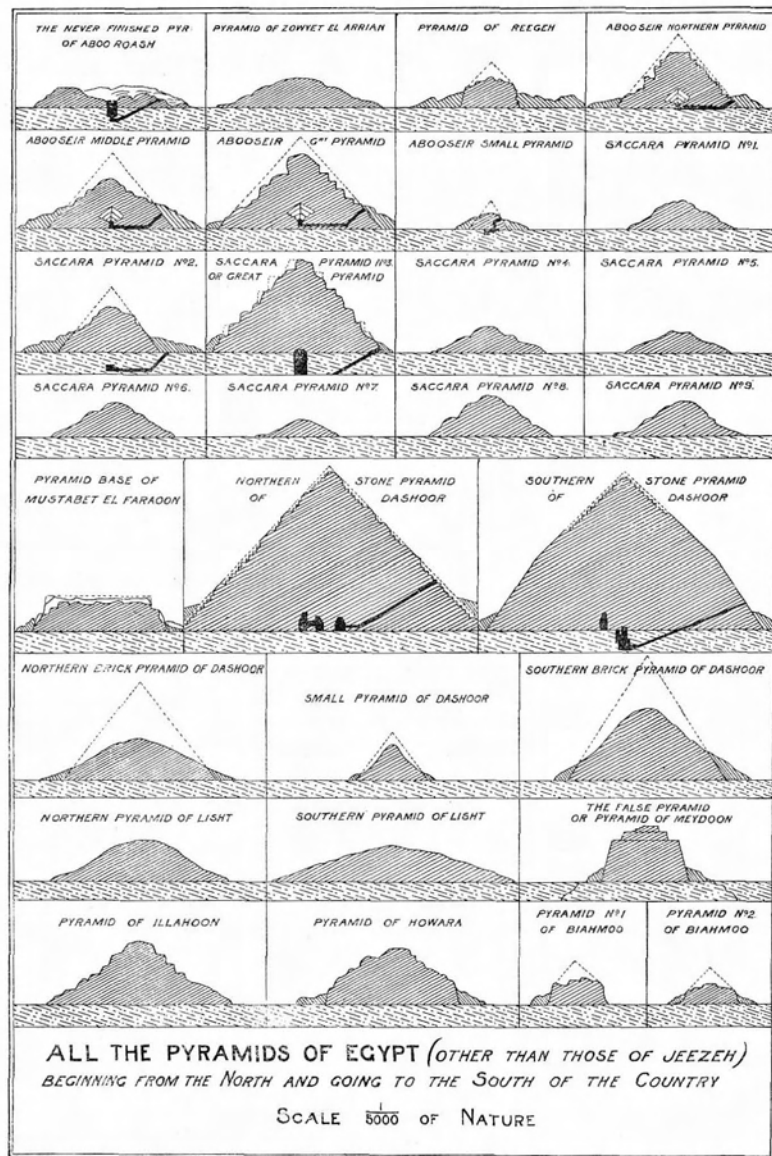 THE NEVER FINISHED PYR:
OF ABOO ROASH
PYRAMID OF ZOWYET EL ARRIAN
PYRAMID OF REEGEH
ABOOSEIR NORTHERN PYRAMID
ABOOSEIR MIDDLE PYRAMID
ABOOSEIR GRT PYRAMID
ABOOSEIR SMALL PYRAMID
SACCARA PYRAMID No1.
SACCARA PYRAMID No2.
SACCARA PYRAMID No3.
OR GREAT PYRAMID
SACCARA PYRAMID No4.
SACCARA PYRAMID No5.
SACCARA PYRAMID No6.
SACCARA PYRAMID No7.
SACCARA PYRAMID No8.
SACCARA PYRAMID No9.
PYRAMID BASE OF
MUSTABET EL FARAOON
NORTHERN STONE PYRAMID
OF DASHOOR
SOUTHERN STONE PYRAMID
OF DASHOOR
NORTHERN BRICK PYRAMID OF DASHOOR
SMALL PYRAMID OF DASHOOR
SOUTHERN BRICK PYRAMID OF DASHOOR
NORTHERN PYRAMID OF LISHT
SOUTHERN PYRAMID OF LISHT
THE FALSE PYRAMID
OR PYRAMID OF MEYDOON
PYRAMID OF ILLAHOON
PYRAMID OF HOWARA
PYRAMID No1
OF BIAHMOO
PYRAMID No2.
OF BIAHMOO
ALL THE PYRAMIDS OF EGYPT (OTHER THAN THOSE OF JEEZEH)
BEGINNING FROM THE NORTH AND GOING TO THE SOUTH OF THE COUNTRY
SCALE 1/5000 OF NATURE